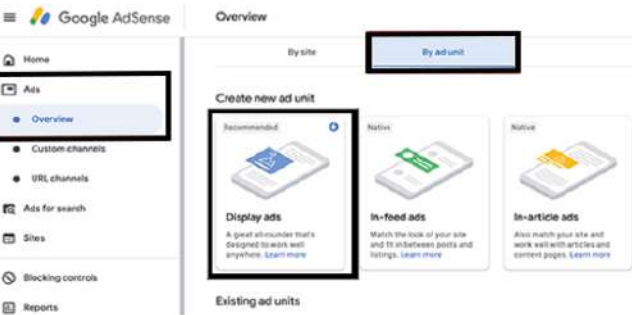 Google AdSense
Overview
Home
Ads
Overview
Custom channels
URL channels
Ads for search
Sites
Blocking controls
Reports
By site
By ad unit
Create new ad unit
Recommended
Display ads
A great all-rounder that's
designed to work well
anywhere. Learn more
Native
In-feed ads
Match the look of your site
and fit inbetween posts and
listings. Learn more
Native
In-article ads
Also match your site and
work well with articles and
content pages. Learn more
Existing ad units